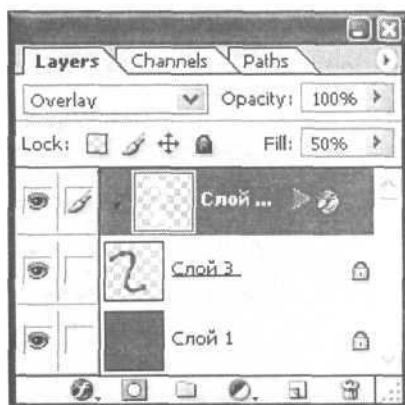 Layers Channels Paths
Overlay Opacity: 100%
Lock: Fill: 50%
Слой ...
Слой 3
Слой 1